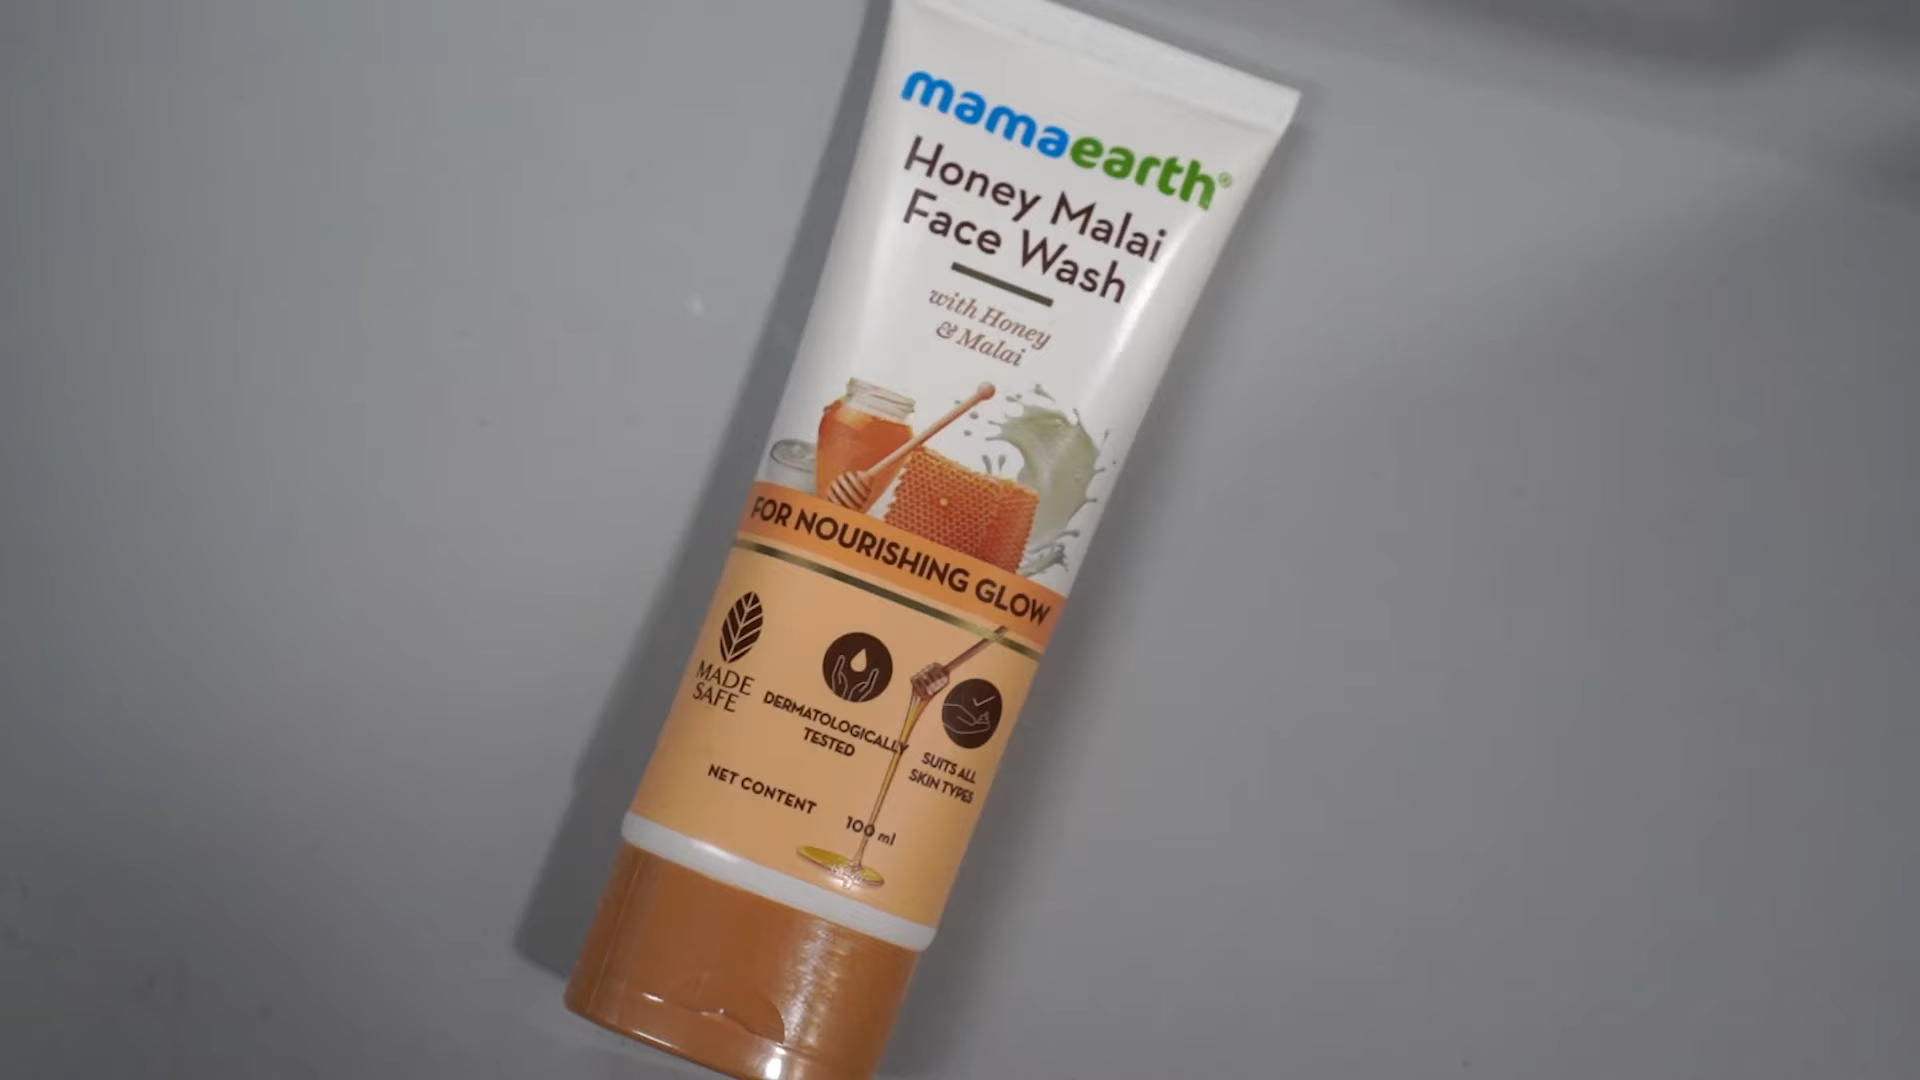 mamaearth®
Honey Malai
Face Wash
with Honey
& Malai
FOR NOURISHING GLOW
MADE
SAFE
DERMATOLOGICALLY
TESTED
SUITS ALL
SKIN TYPES
NET CONTENT
100 ml